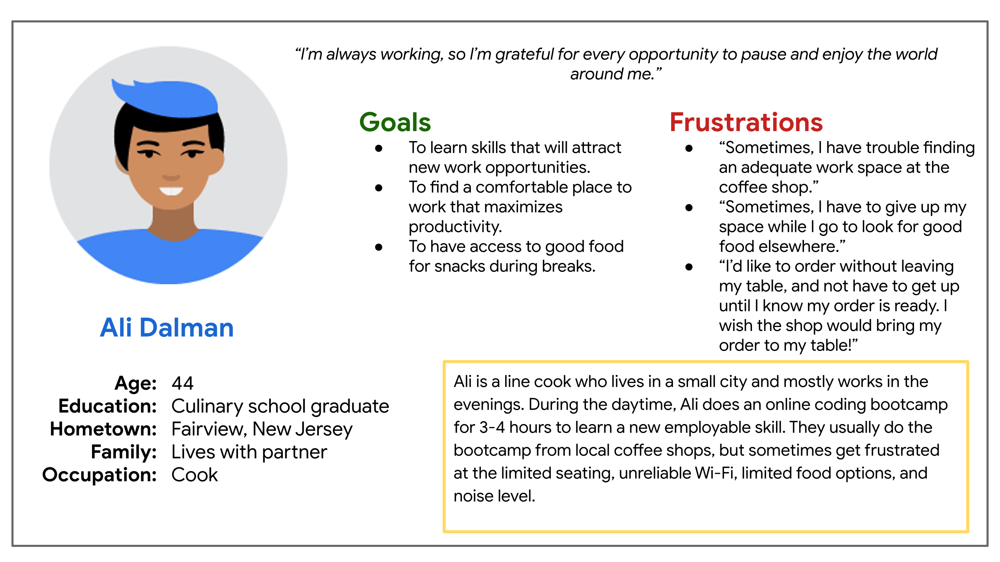 “I’m always working, so I’m grateful for every opportunity to pause and enjoy the world
around me.”
Goals
● To learn skills that will attract
new work opportunities.
● To find a comfortable place to
work that maximizes
productivity.
● To have access to good food
for snacks during breaks.
Frustrations
● “Sometimes, I have trouble finding
an adequate work space at the
coffee shop.”
● “Sometimes, I have to give up my
space while I go to look for good
food elsewhere.”
● “I’d like to order without leaving
my table, and not have to get up
until I know my order is ready. I
wish the shop would bring my
order to my table!”
Ali Dalman
Age: 44
Education: Culinary school graduate
Hometown: Fairview, New Jersey
Family: Lives with partner
Occupation: Cook
Ali is a line cook who lives in a small city and mostly works in the
evenings. During the daytime, Ali does an online coding bootcamp
for 3-4 hours to learn a new employable skill. They usually do the
bootcamp from local coffee shops, but sometimes get frustrated
at the limited seating, unreliable Wi-Fi, limited food options, and
noise level.